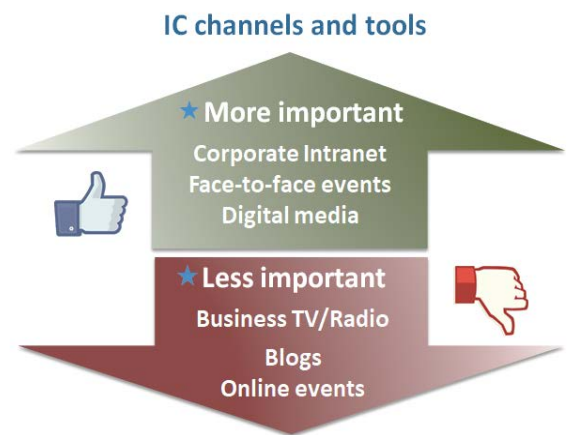 IC channels and tools
More important
Corporate Intranet
Face-to-face events
Digital media
Less important
Business TV/Radio
Blogs
Online events